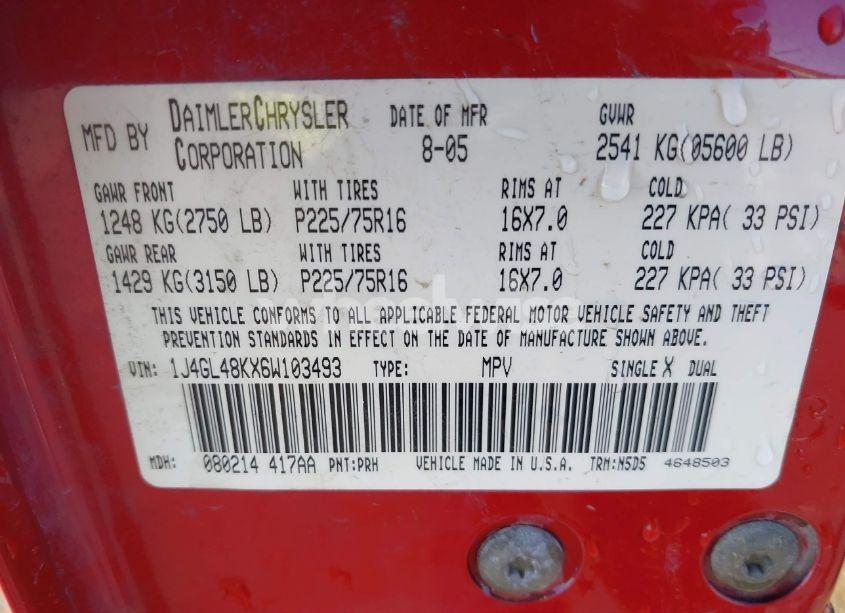 MFD BY DAIMLERCHRYSLER CORPORATION DATE OF MFR 8-05 GVWR 2541 KG(05600 LB)
GAWR FRONT WITH TIRES RIMS AT COLD
1248 KG(2750 LB) P225/75R16 16X7.0 227 KPA( 33 PSI)
GAWR REAR WITH TIRES RIMS AT COLD
1429 KG(3150 LB) P225/75R16 16X7.0 227 KPA( 33 PSI)
THIS VEHICLE CONFORMS TO ALL APPLICABLE FEDERAL MOTOR VEHICLE SAFETY AND THEFT
PREVENTION STANDARDS IN EFFECT ON THE DATE OF MANUFACTURE SHOWN ABOVE.
VIN: 1J4GL48KX6W103493 TYPE: MPV SINGLE X DUAL
MDH: 080214 417AA PNT:PRH VEHICLE MADE IN U.S.A. TRM:N5D5 4648503